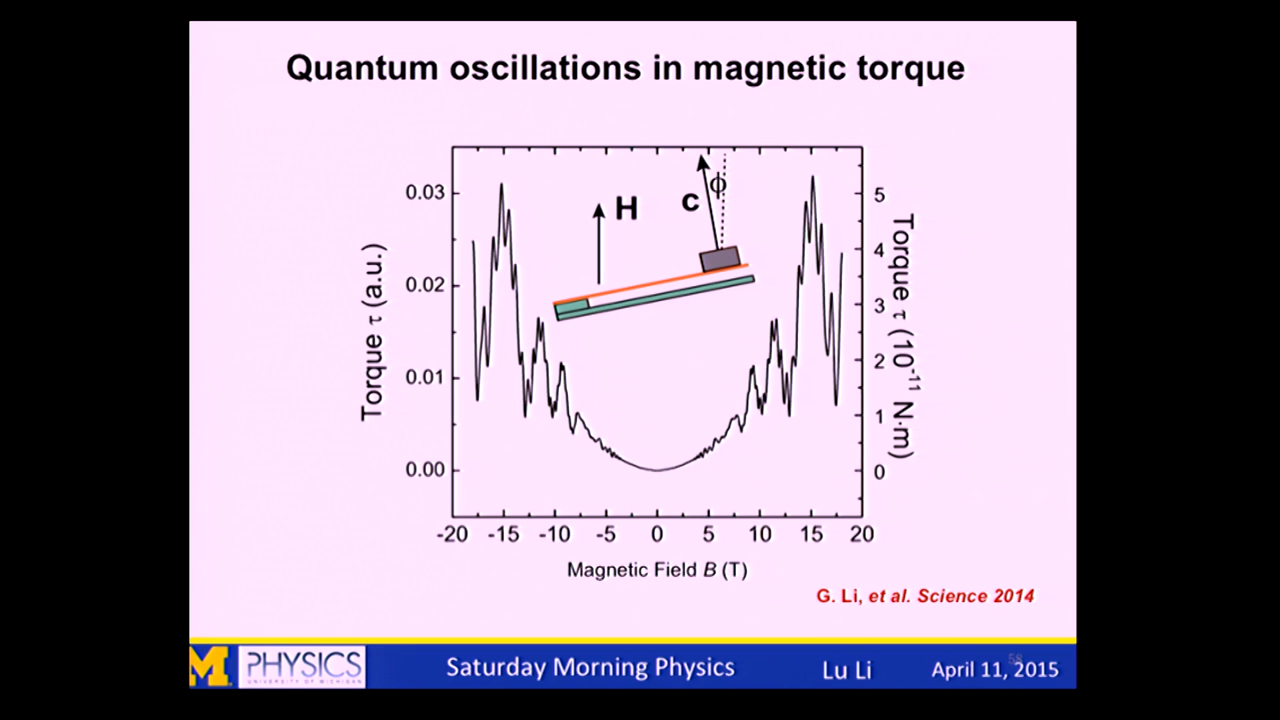 Quantum oscillations in magnetic torque
H
c
ϕ
Torque τ (a.u.)
0.03
0.02
0.01
0.00
5
4
3
2
1
0
Torque τ (10⁻¹¹ N·m)
-20 -15 -10 -5 0 5 10 15 20
Magnetic Field B (T)
G. Li, et al. Science 2014
M PHYSICS
UNIVERSITY OF MICHIGAN
Saturday Morning Physics
Lu Li
58
April 11, 2015